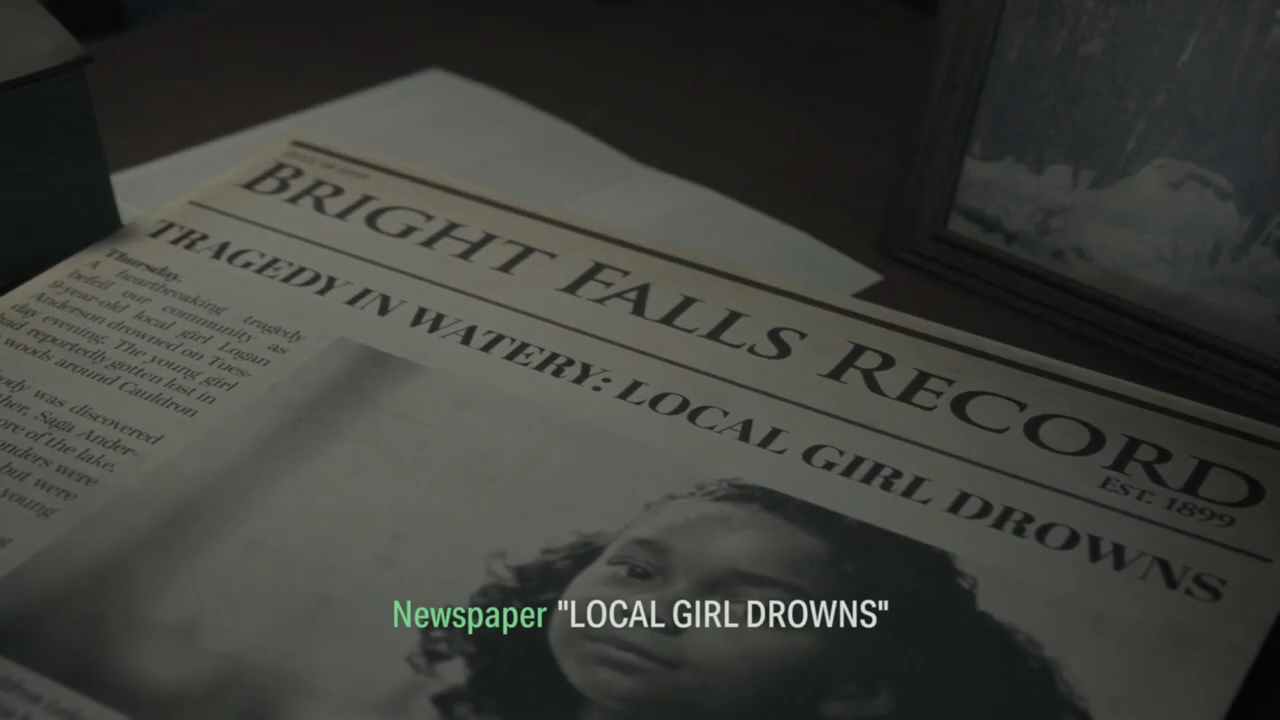 BRIGHT FALLS RECORD
EST. 1899
TRAGEDY IN WATERY: LOCAL GIRL DROWNS
Thursday.
A heartbreaking tragedy
befell our community as
9-year-old local girl Logan
Anderson drowned on Tues-
day evening. The young girl
had reportedly gotten lost in
woods around Cauldron
body was discovered
Saga Ander-
ore of the lake.
were
but were
young
Newspaper "LOCAL GIRL DROWNS"